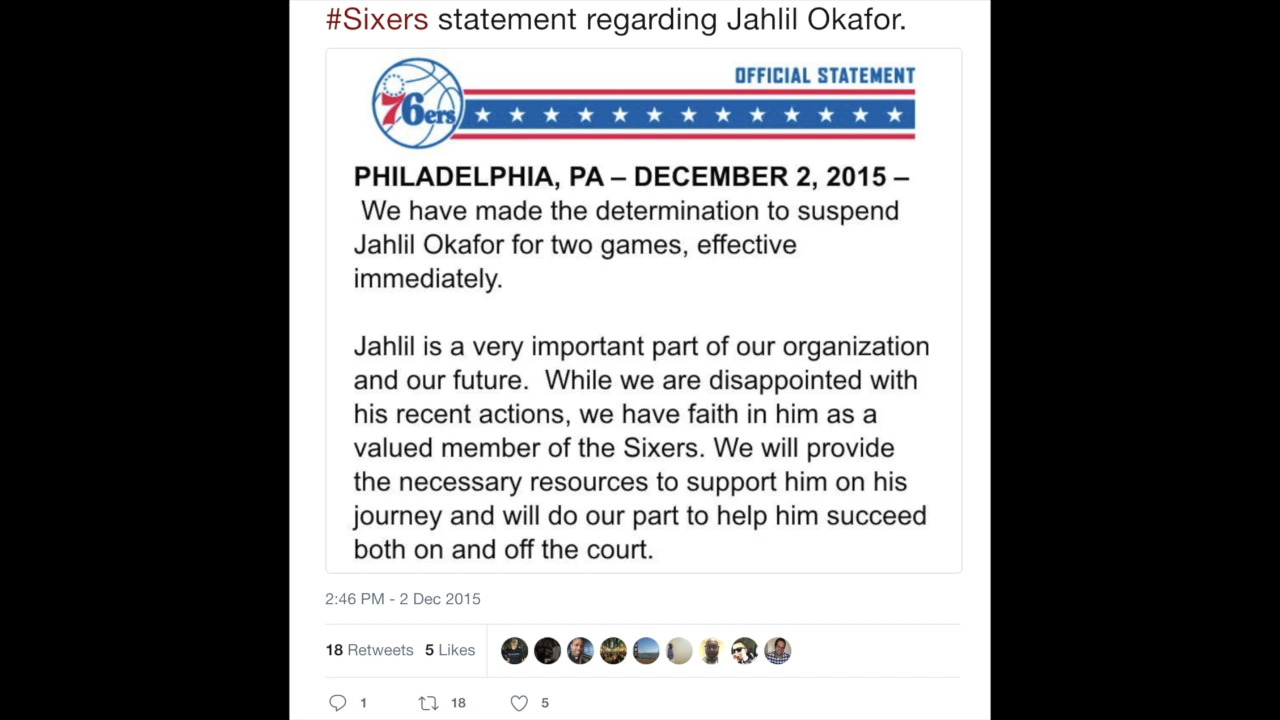 #Sixers statement regarding Jahlil Okafor.
OFFICIAL STATEMENT
76ers
PHILADELPHIA, PA – DECEMBER 2, 2015 –
We have made the determination to suspend
Jahlil Okafor for two games, effective
immediately.
Jahlil is a very important part of our organization
and our future.  While we are disappointed with
his recent actions, we have faith in him as a
valued member of the Sixers. We will provide
the necessary resources to support him on his
journey and will do our part to help him succeed
both on and off the court.
2:46 PM - 2 Dec 2015
18 Retweets 5 Likes
1 18 5